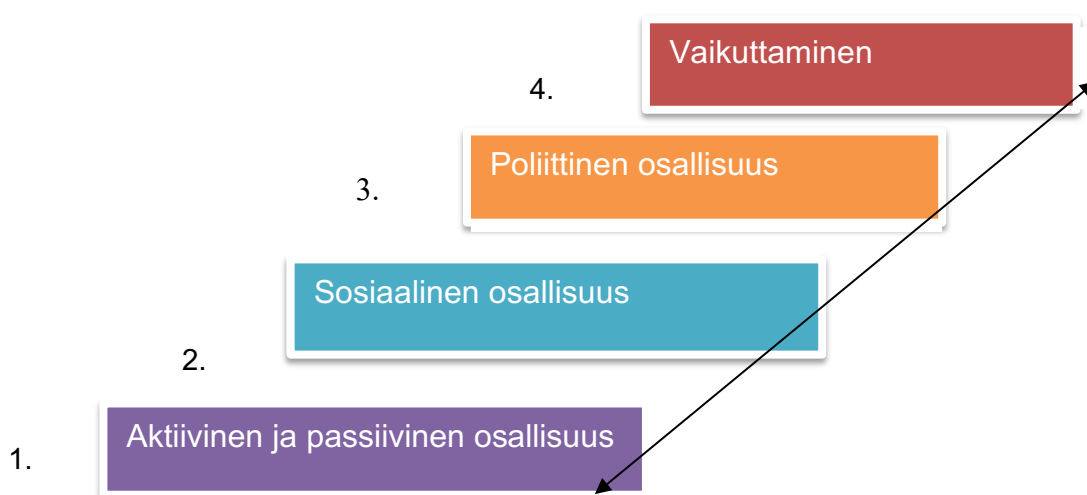 Vaikuttaminen
4.
Poliittinen osallisuus
3.
Sosiaalinen osallisuus
2.
Aktiivinen ja passiivinen osallisuus
1.